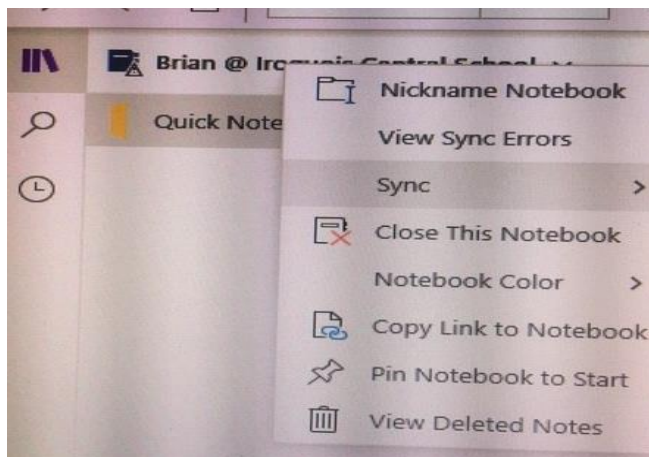 Brian @ Iroquois Central School
Nickname Notebook
Quick Note
View Sync Errors
Sync
Close This Notebook
Notebook Color
Copy Link to Notebook
Pin Notebook to Start
View Deleted Notes